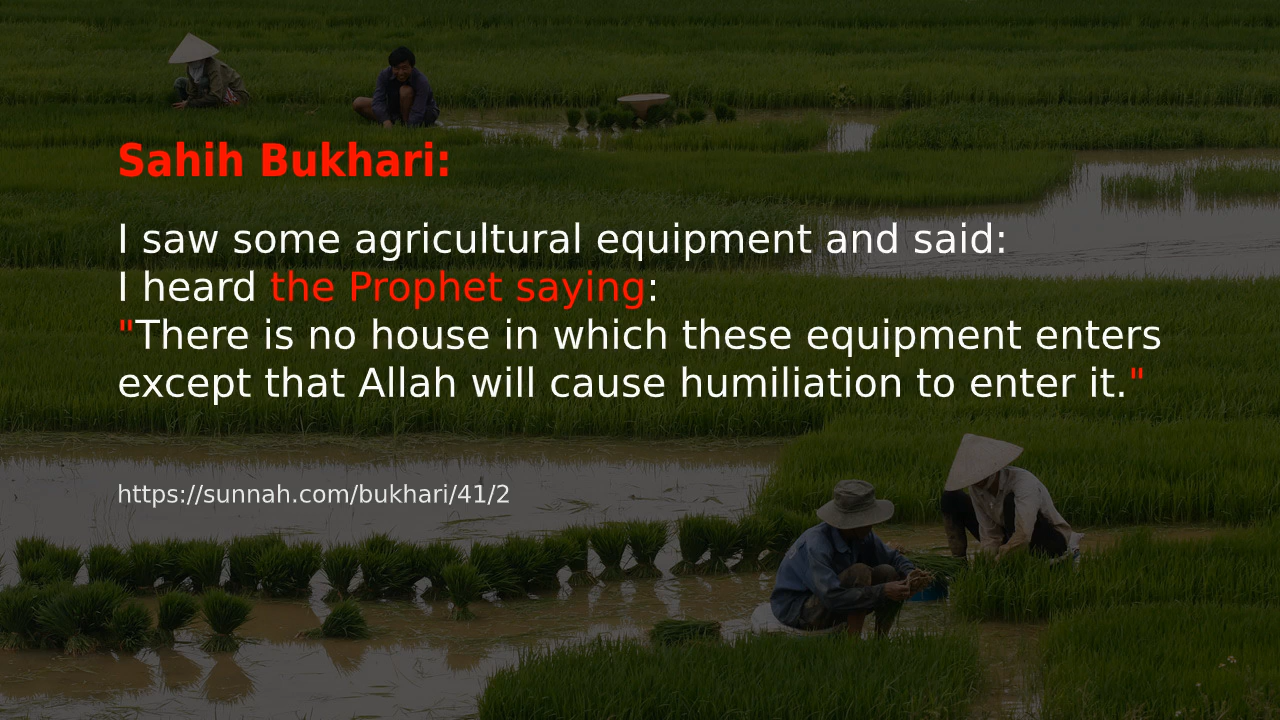 Sahih Bukhari:
I saw some agricultural equipment and said:
I heard the Prophet saying:
"There is no house in which these equipment enters
except that Allah will cause humiliation to enter it."
https://sunnah.com/bukhari/41/2